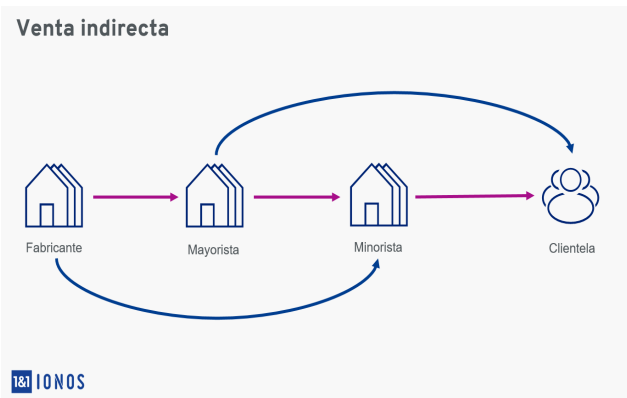 Venta indirecta
Fabricante
Mayorista
Minorista
Clientela
1&1 IONOS